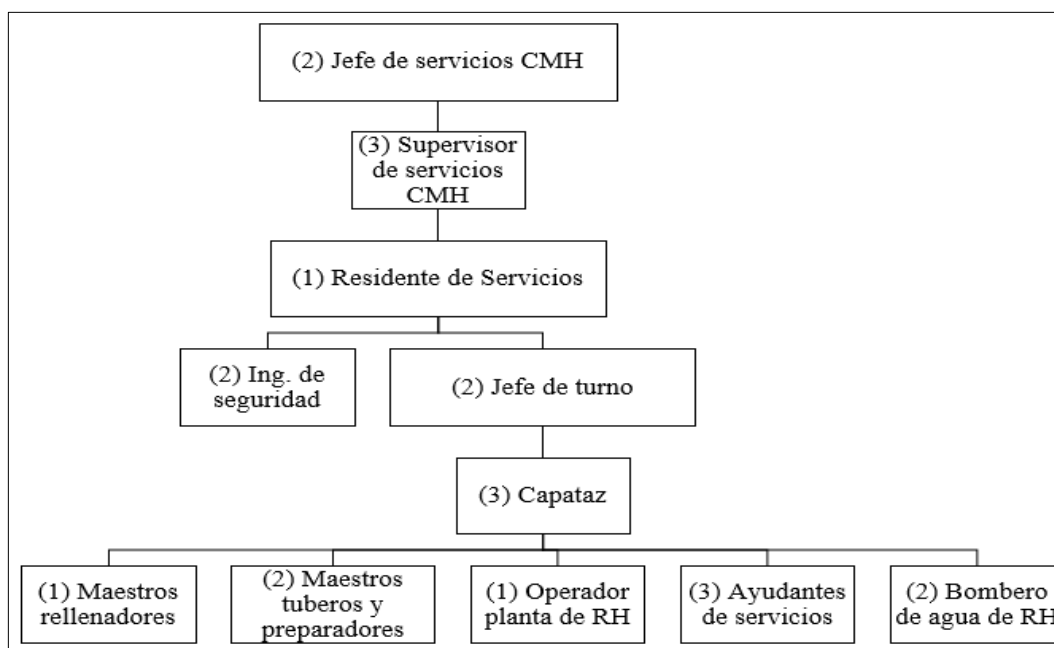 (2) Jefe de servicios CMH
(3) Supervisor
de servicios
CMH
(1) Residente de Servicios
(2) Ing. de
seguridad
(2) Jefe de turno
(3) Capataz
(1) Maestros
rellenadores
(2) Maestros
tuberos y
preparadores
(1) Operador
planta de RH
(3) Ayudantes
de servicios
(2) Bombero
de agua de RH